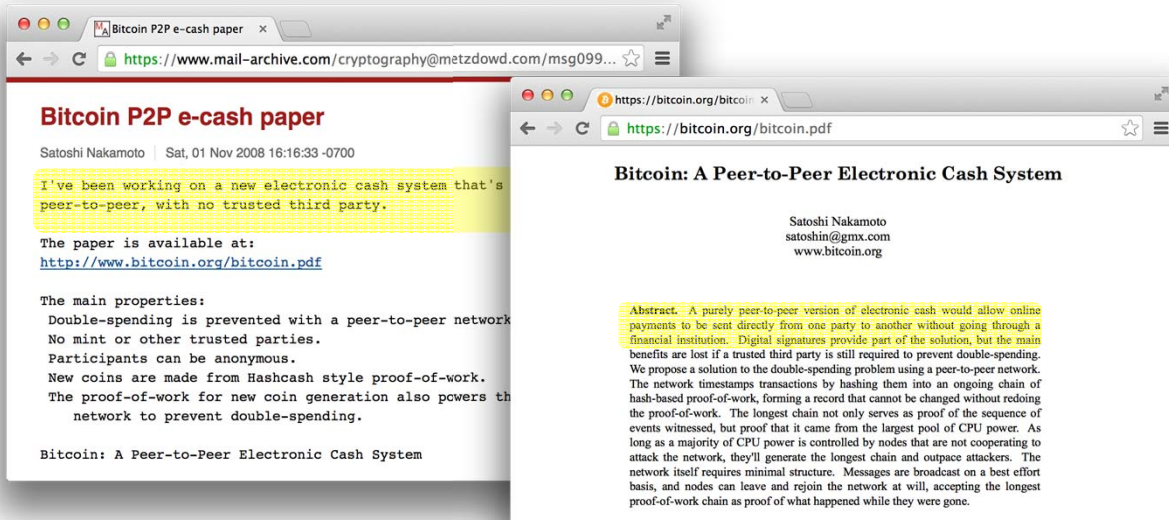 Bitcoin P2P e-cash paper
https://www.mail-archive.com/cryptography@metzdowd.com/msg099...
Bitcoin P2P e-cash paper
Satoshi Nakamoto Sat, 01 Nov 2008 16:16:33 -0700
I've been working on a new electronic cash system that's
peer-to-peer, with no trusted third party.
The paper is available at:
http://www.bitcoin.org/bitcoin.pdf
The main properties:
Double-spending is prevented with a peer-to-peer network
No mint or other trusted parties.
Participants can be anonymous.
New coins are made from Hashcash style proof-of-work.
The proof-of-work for new coin generation also powers th
network to prevent double-spending.
Bitcoin: A Peer-to-Peer Electronic Cash System
https://bitcoin.org/bitcoin
https://bitcoin.org/bitcoin.pdf
Bitcoin: A Peer-to-Peer Electronic Cash System
Satoshi Nakamoto
satoshin@gmx.com
www.bitcoin.org
Abstract. A purely peer-to-peer version of electronic cash would allow online
payments to be sent directly from one party to another without going through a
financial institution. Digital signatures provide part of the solution, but the main
benefits are lost if a trusted third party is still required to prevent double-spending.
We propose a solution to the double-spending problem using a peer-to-peer network.
The network timestamps transactions by hashing them into an ongoing chain of
hash-based proof-of-work, forming a record that cannot be changed without redoing
the proof-of-work. The longest chain not only serves as proof of the sequence of
events witnessed, but proof that it came from the largest pool of CPU power. As
long as a majority of CPU power is controlled by nodes that are not cooperating to
attack the network, they'll generate the longest chain and outpace attackers. The
network itself requires minimal structure. Messages are broadcast on a best effort
basis, and nodes can leave and rejoin the network at will, accepting the longest
proof-of-work chain as proof of what happened while they were gone.